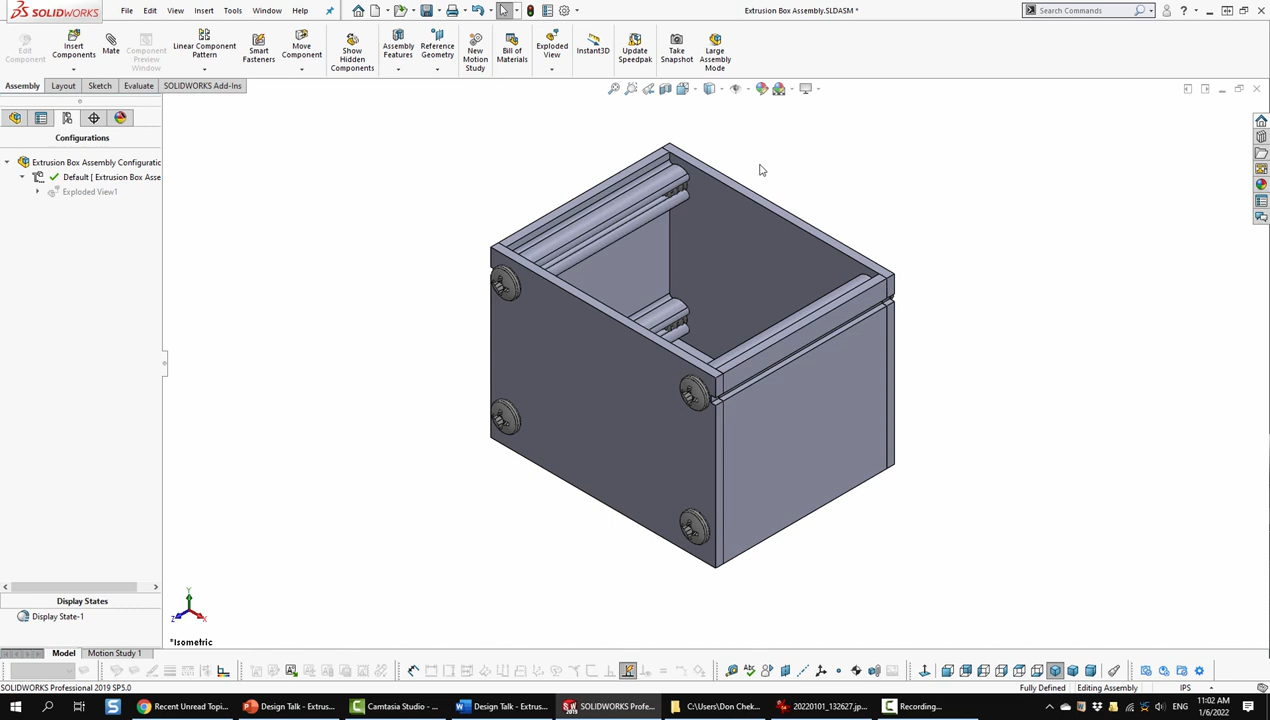 SOLIDWORKS File Edit View Insert Tools Window Help Extrusion Box Assembly.SLDASM * Search Commands
Edit Component
Insert Components
Mate
Component Preview Window
Linear Component Pattern
Smart Fasteners
Move Component
Show Hidden Components
Assembly Features
Reference Geometry
New Motion Study
Bill of Materials
Exploded View
Instant3D
Update Speedpak
Take Snapshot
Large Assembly Mode
Assembly Layout Sketch Evaluate SOLIDWORKS Add-Ins
Configurations
Extrusion Box Assembly Configuratic
Default [ Extrusion Box Asse
Exploded View1
Display States
Display State-1
Y
Z X
*Isometric
Model Motion Study 1
SOLIDWORKS Professional 2019 SP5.0 Fully Defined Editing Assembly IPS
Recent Unread Topi... Design Talk - Extrus... Camtasia Studio - ... Design Talk - Extrus... SOLIDWORKS Profe... C:\Users\Don Chek... 20220101_132627.jp... Recording... ENG 11:02 AM
1/6/2022